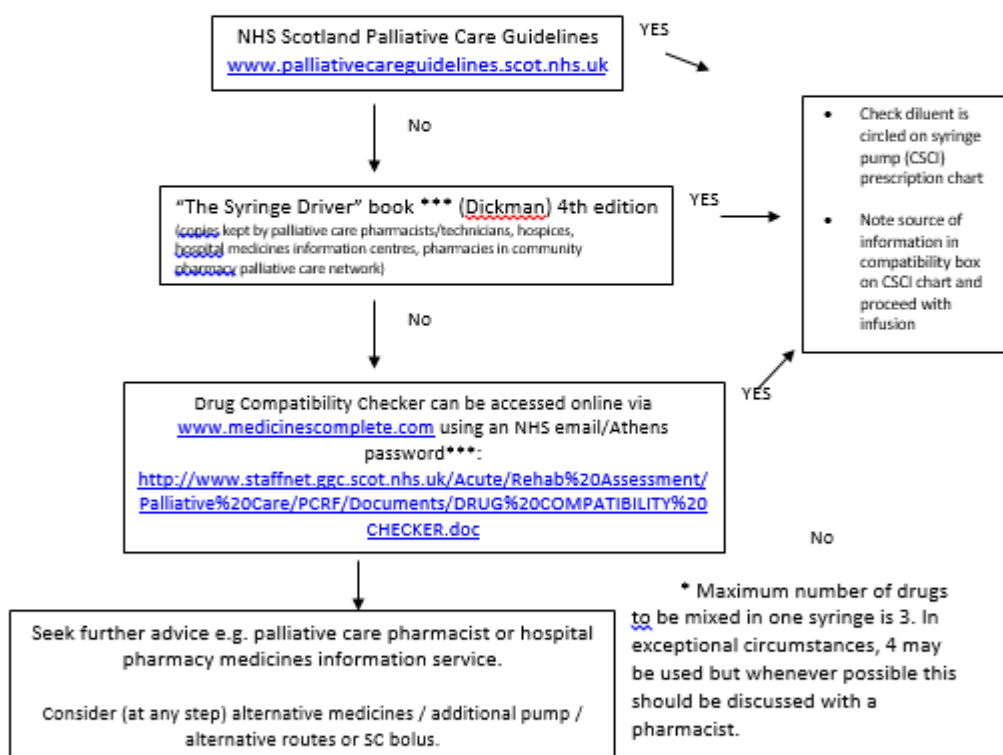 NHS Scotland Palliative Care Guidelines
www.palliativecareguidelines.scot.nhs.uk
YES
No
• Check diluent is
circled on syringe
pump (CSCI)
prescription chart
• Note source of
information in
compatibility box
on CSCI chart and
proceed with
infusion
"The Syringe Driver" book *** (Dickman) 4th edition
(copies kept by palliative care pharmacists/technicians, hospices,
hospital medicines information centres, pharmacies in community
pharmacy palliative care network)
YES
No
Drug Compatibility Checker can be accessed online via
www.medicinescomplete.com using an NHS email/Athens
password***:
http://www.staffnet.ggc.scot.nhs.uk/Acute/Rehab%20Assessment/
Palliative%20Care/PCRF/Documents/DRUG%20COMPATIBILITY%20
CHECKER.doc
YES
No
Seek further advice e.g. palliative care pharmacist or hospital
pharmacy medicines information service.
Consider (at any step) alternative medicines / additional pump /
alternative routes or SC bolus.
* Maximum number of drugs
to be mixed in one syringe is 3. In
exceptional circumstances, 4 may
be used but whenever possible this
should be discussed with a
pharmacist.